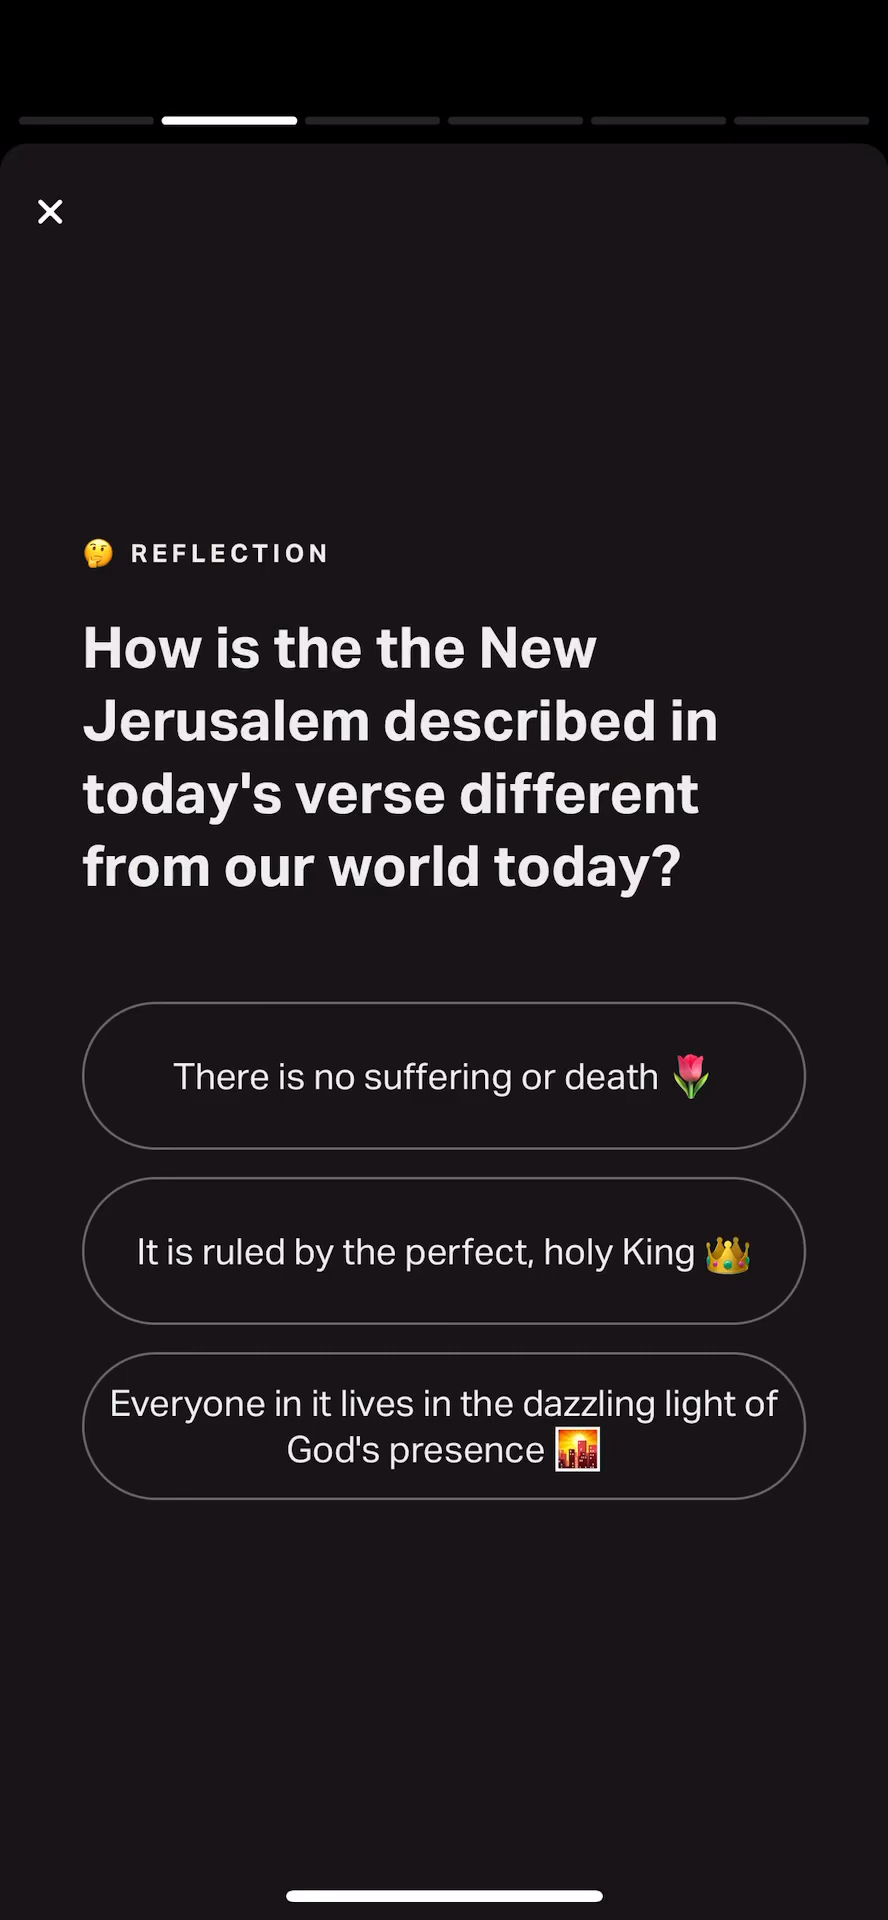 🤔 REFLECTION
How is the the New
Jerusalem described in
today's verse different
from our world today?
There is no suffering or death 🌷
It is ruled by the perfect, holy King 👑
Everyone in it lives in the dazzling light of
God's presence 🌇